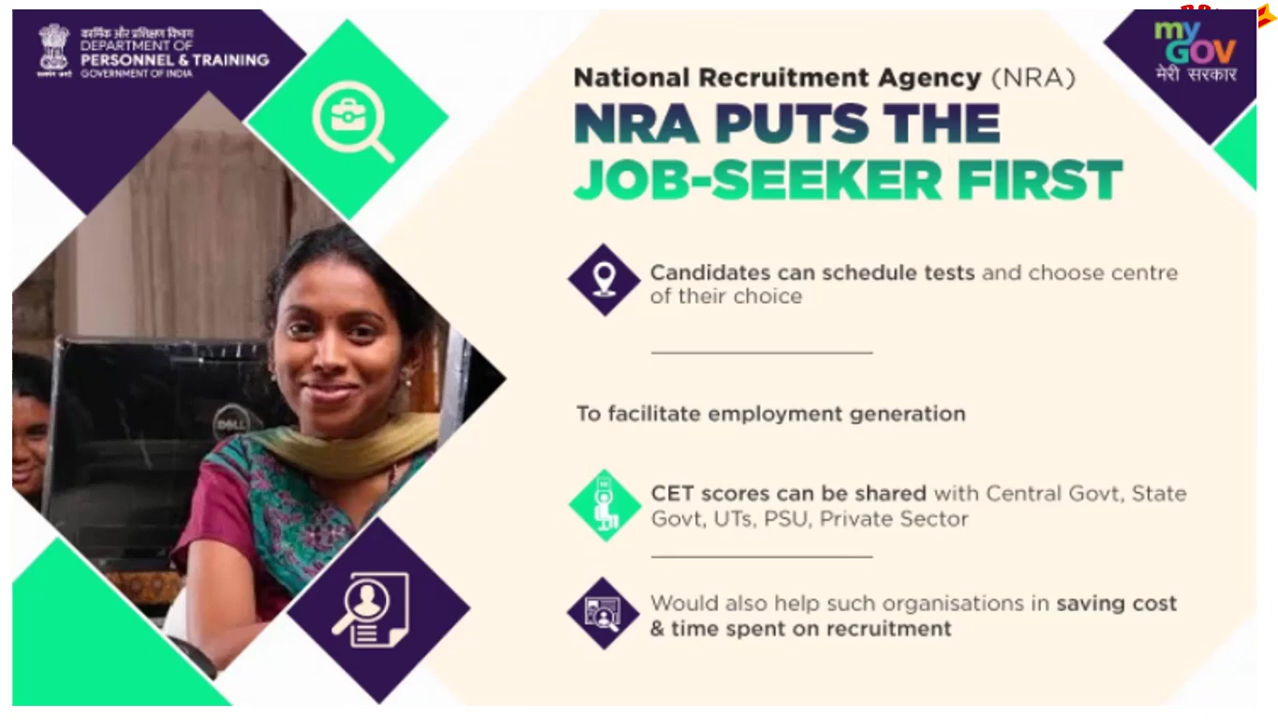 कार्मिक और प्रशिक्षण विभाग
DEPARTMENT OF
PERSONNEL & TRAINING
GOVERNMENT OF INDIA
my
GOV
मेरी सरकार
National Recruitment Agency (NRA)
NRA PUTS THE
JOB-SEEKER FIRST
Candidates can schedule tests and choose centre
of their choice
To facilitate employment generation
CET scores can be shared with Central Govt, State
Govt, UTs, PSU, Private Sector
Would also help such organisations in saving cost
& time spent on recruitment
DELL